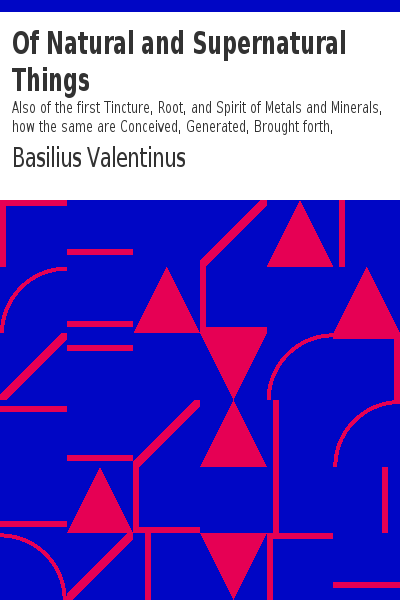 Of Natural and Supernatural
Things
Also of the first Tincture, Root, and Spirit of Metals and Minerals,
how the same are Conceived, Generated, Brought forth,
Basilius Valentinus